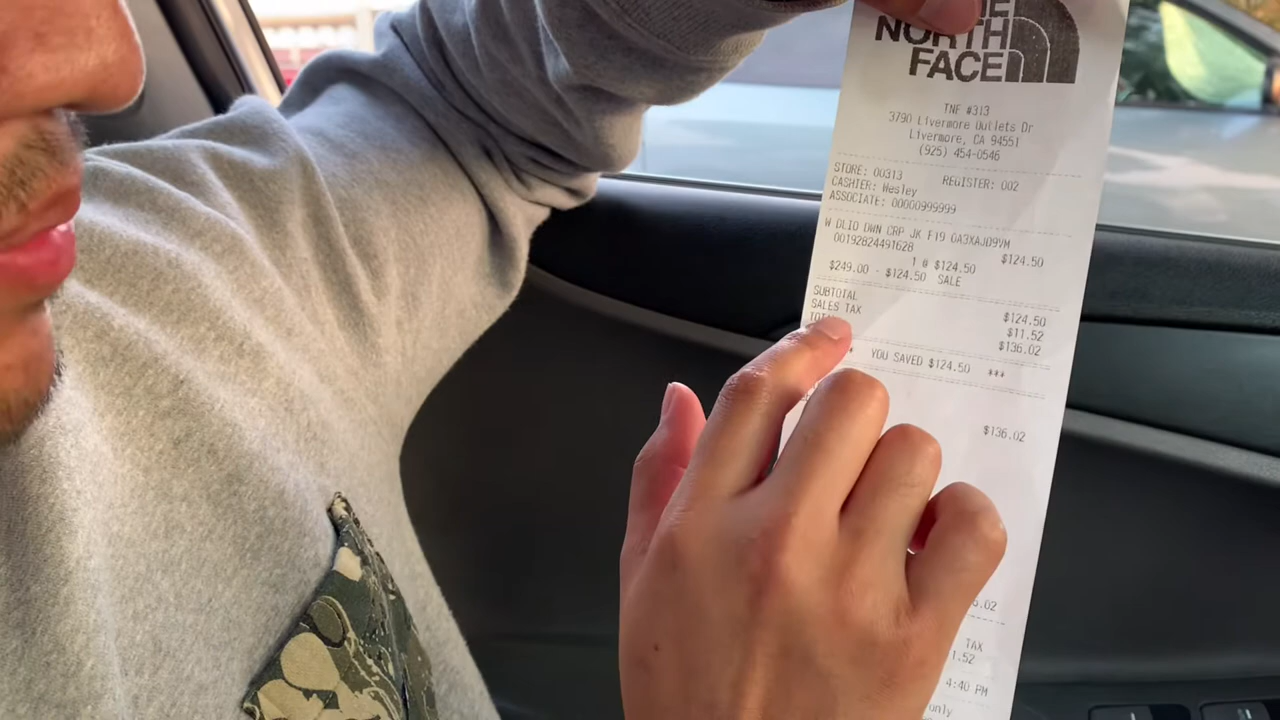 THE
NORTH
FACE
TNF #313
3790 Livermore Outlets Dr
Livermore, CA 94551
(925) 454-0546
STORE: 00313 REGISTER: 002
CASHIER: Wesley
ASSOCIATE: 00000999999
W DLIO DWN CRP JK F19 0A3XAJD9VM
00192824491628 $124.50
1 @ $124.50
$249.00 - $124.50 SALE
SUBTOTAL $124.50
SALES TAX $11.52
$136.02
YOU SAVED $124.50 ***
$136.02
TAX
4:40 PM
only